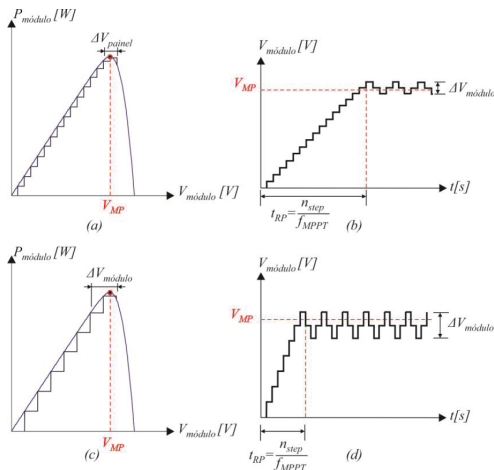 P módulo [W]
ΔV painel
V módulo [V]
V MP
(a)
V módulo [V]
V MP
ΔV módulo
t[s]
t RP = n step / f MPPT
(b)
P módulo [W]
ΔV módulo
V módulo [V]
V MP
(c)
V módulo [V]
V MP
ΔV módulo
t[s]
t RP = n step / f MPPT
(d)